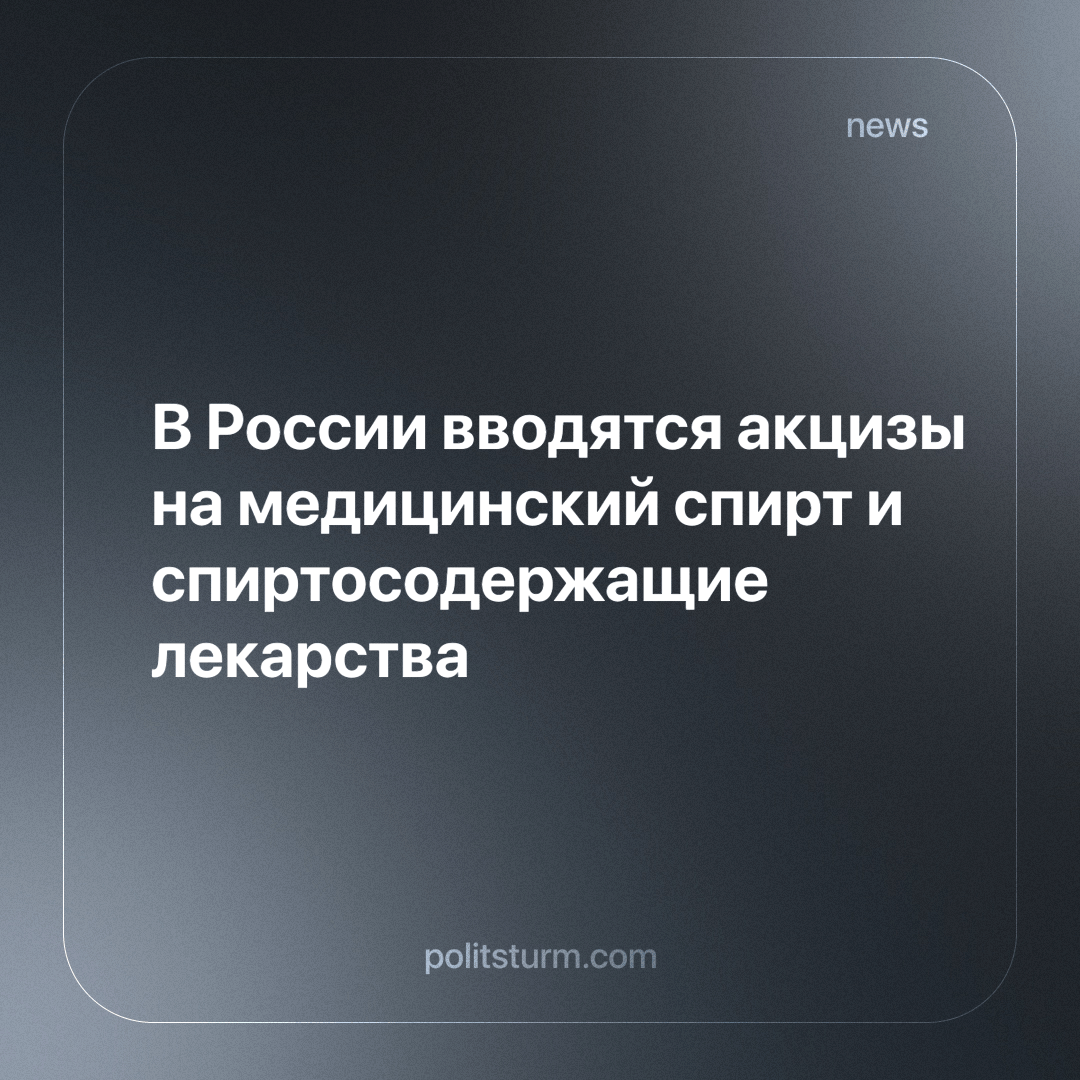 news
В России вводятся акцизы
на медицинский спирт и
спиртосодержащие
лекарства
politsturm.com